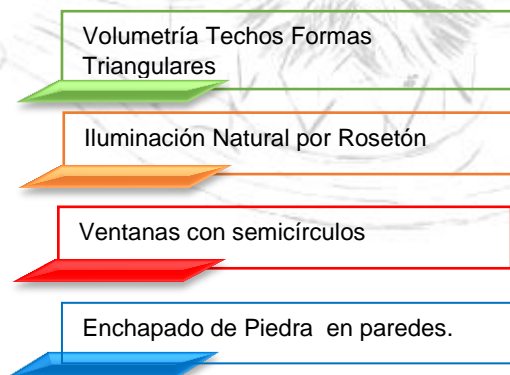 Volumetría Techos Formas
Triangulares
Iluminación Natural por Rosetón
Ventanas con semicírculos
Enchapado de Piedra  en paredes.